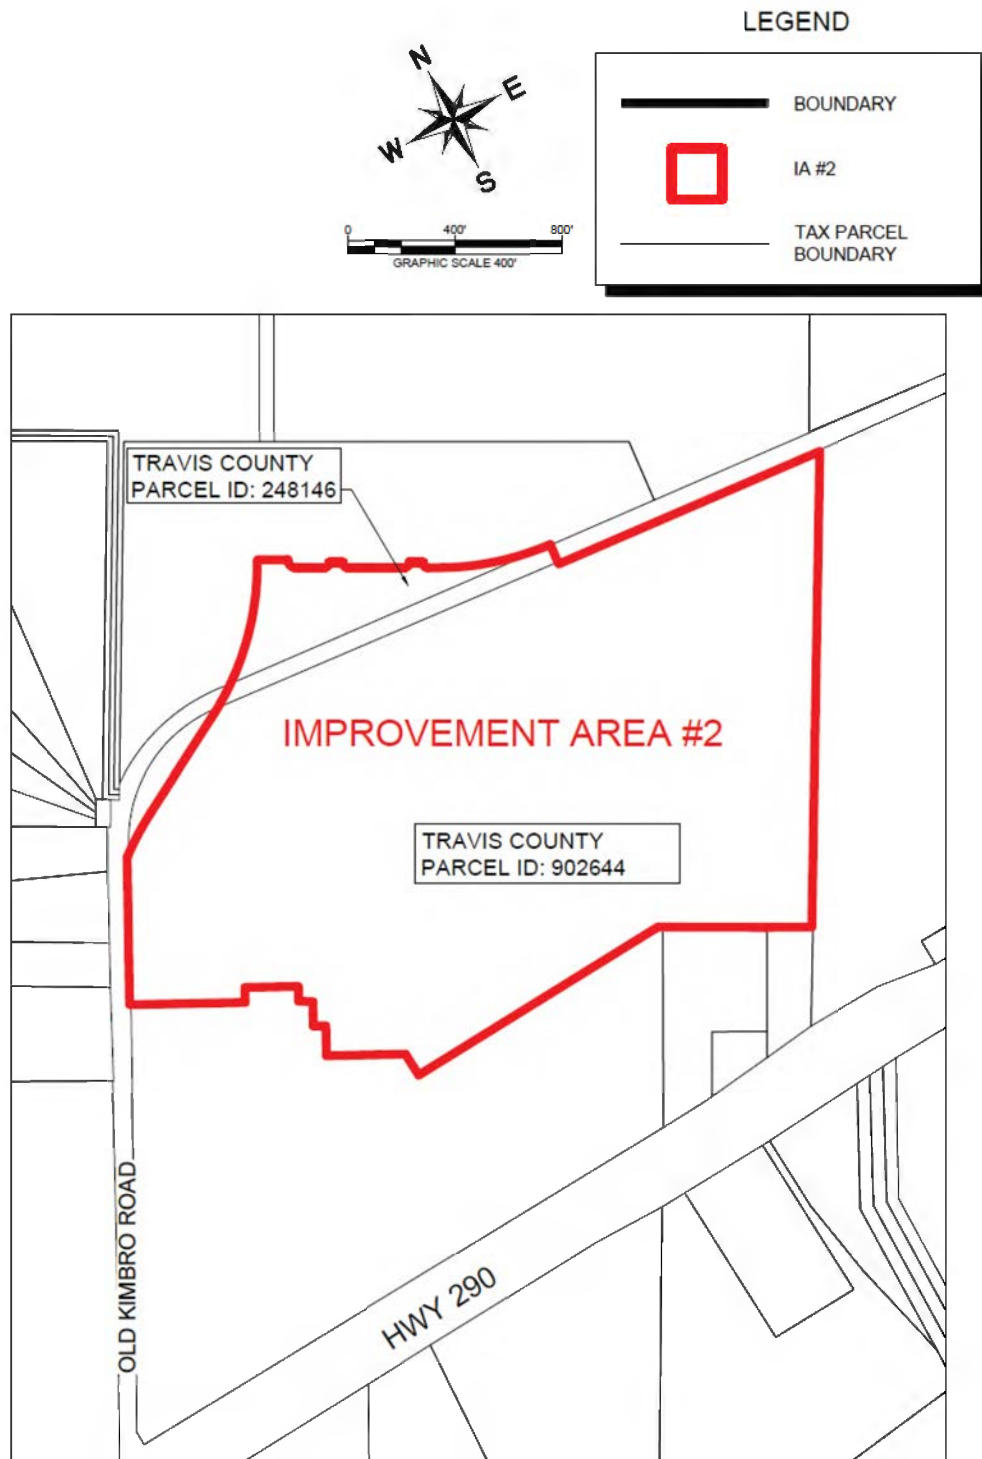 LEGEND
N
E
W
S
BOUNDARY
IA #2
TAX PARCEL
BOUNDARY
0 400' 800'
GRAPHIC SCALE 400'
TRAVIS COUNTY
PARCEL ID: 248146
IMPROVEMENT AREA #2
TRAVIS COUNTY
PARCEL ID: 902644
OLD KIMBRO ROAD
HWY 290